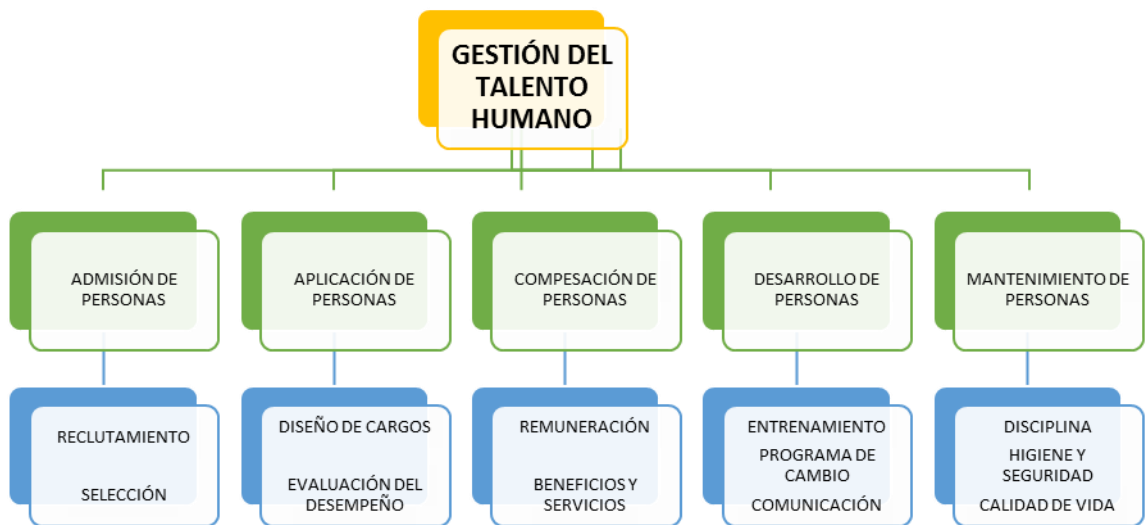 GESTIÓN DEL
TALENTO
HUMANO
ADMISIÓN DE
PERSONAS
APLICACIÓN DE
PERSONAS
COMPESACIÓN DE
PERSONAS
DESARROLLO DE
PERSONAS
MANTENIMIENTO DE
PERSONAS
RECLUTAMIENTO
SELECCIÓN
DISEÑO DE CARGOS
EVALUACIÓN DEL
DESEMPEÑO
REMUNERACIÓN
BENEFICIOS Y
SERVICIOS
ENTRENAMIENTO
PROGRAMA DE
CAMBIO
COMUNICACIÓN
DISCIPLINA
HIGIENE Y
SEGURIDAD
CALIDAD DE VIDA